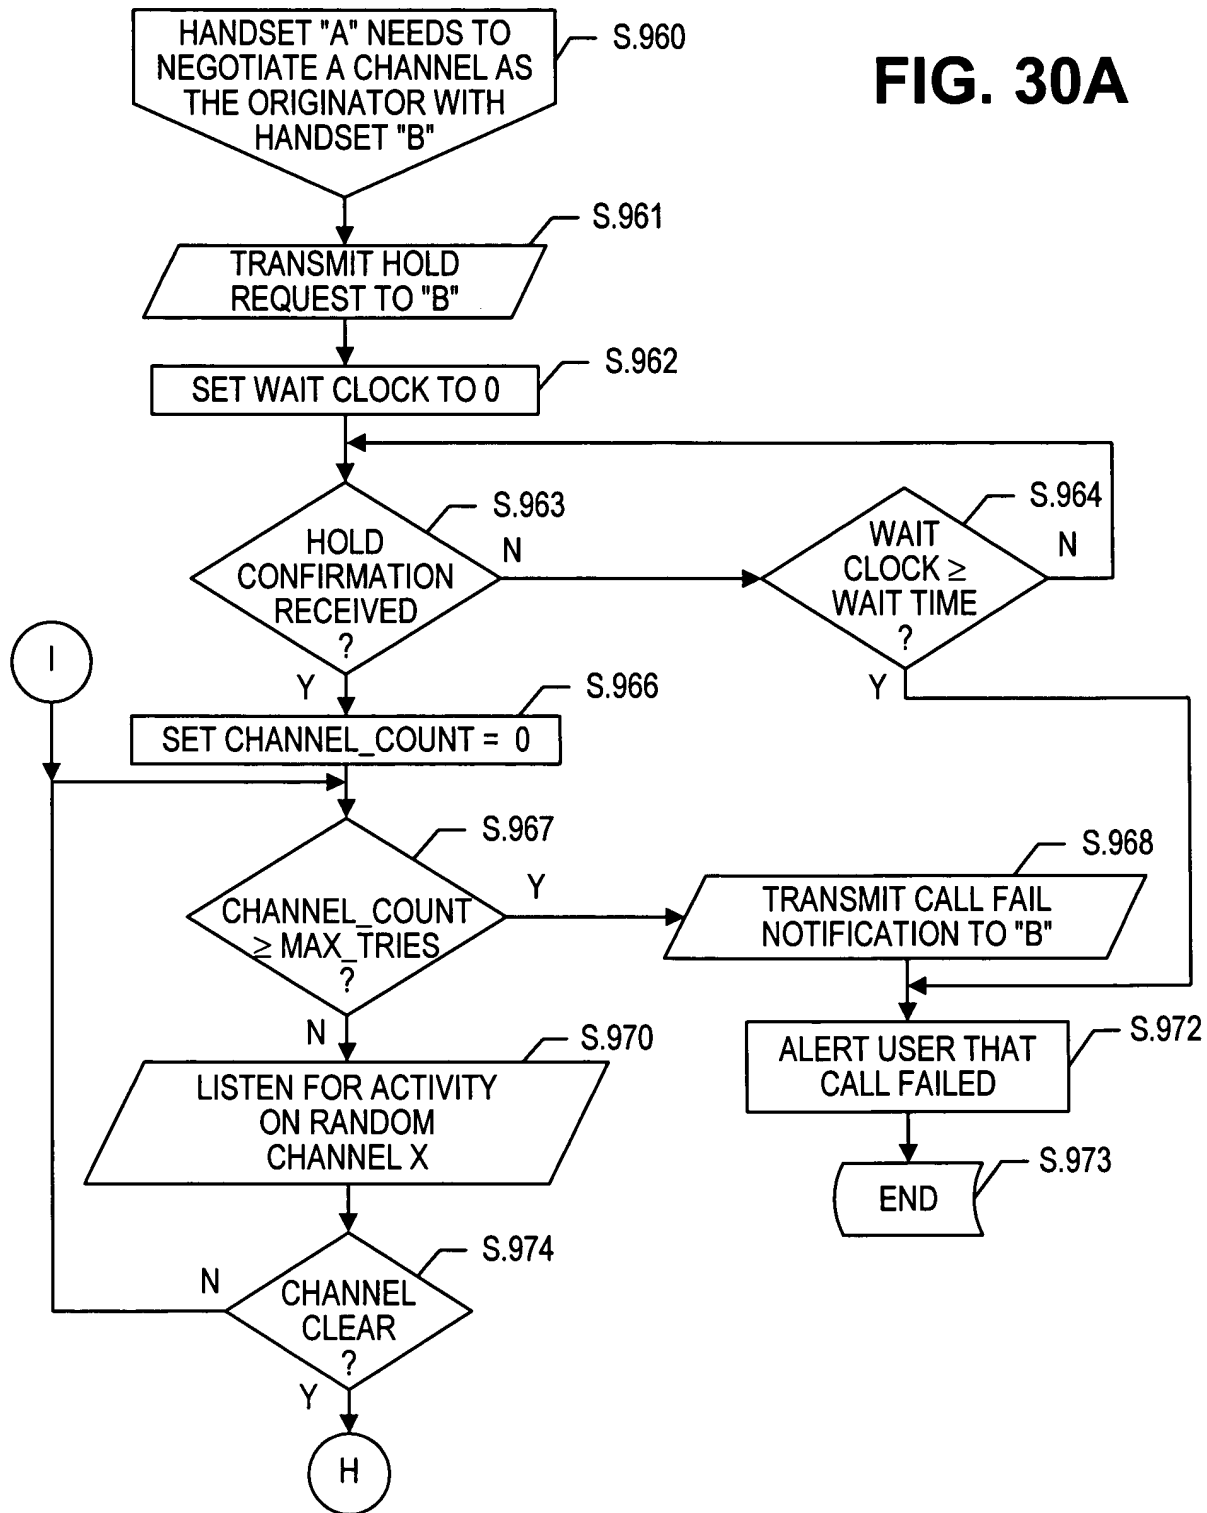 HANDSET "A" NEEDS TO
NEGOTIATE A CHANNEL AS
THE ORIGINATOR WITH
HANDSET "B"
S.960
FIG. 30A
S.961
TRANSMIT HOLD
REQUEST TO "B"
S.962
SET WAIT CLOCK TO 0
S.963
HOLD
CONFIRMATION
RECEIVED
?
N
Y
S.964
WAIT
CLOCK ≥
WAIT TIME
?
N
Y
I
S.966
SET CHANNEL_COUNT = 0
S.967
CHANNEL_COUNT
≥ MAX_TRIES
?
Y
N
S.968
TRANSMIT CALL FAIL
NOTIFICATION TO "B"
S.970
LISTEN FOR ACTIVITY
ON RANDOM
CHANNEL X
S.972
ALERT USER THAT
CALL FAILED
S.973
END
S.974
CHANNEL
CLEAR
?
N
Y
H